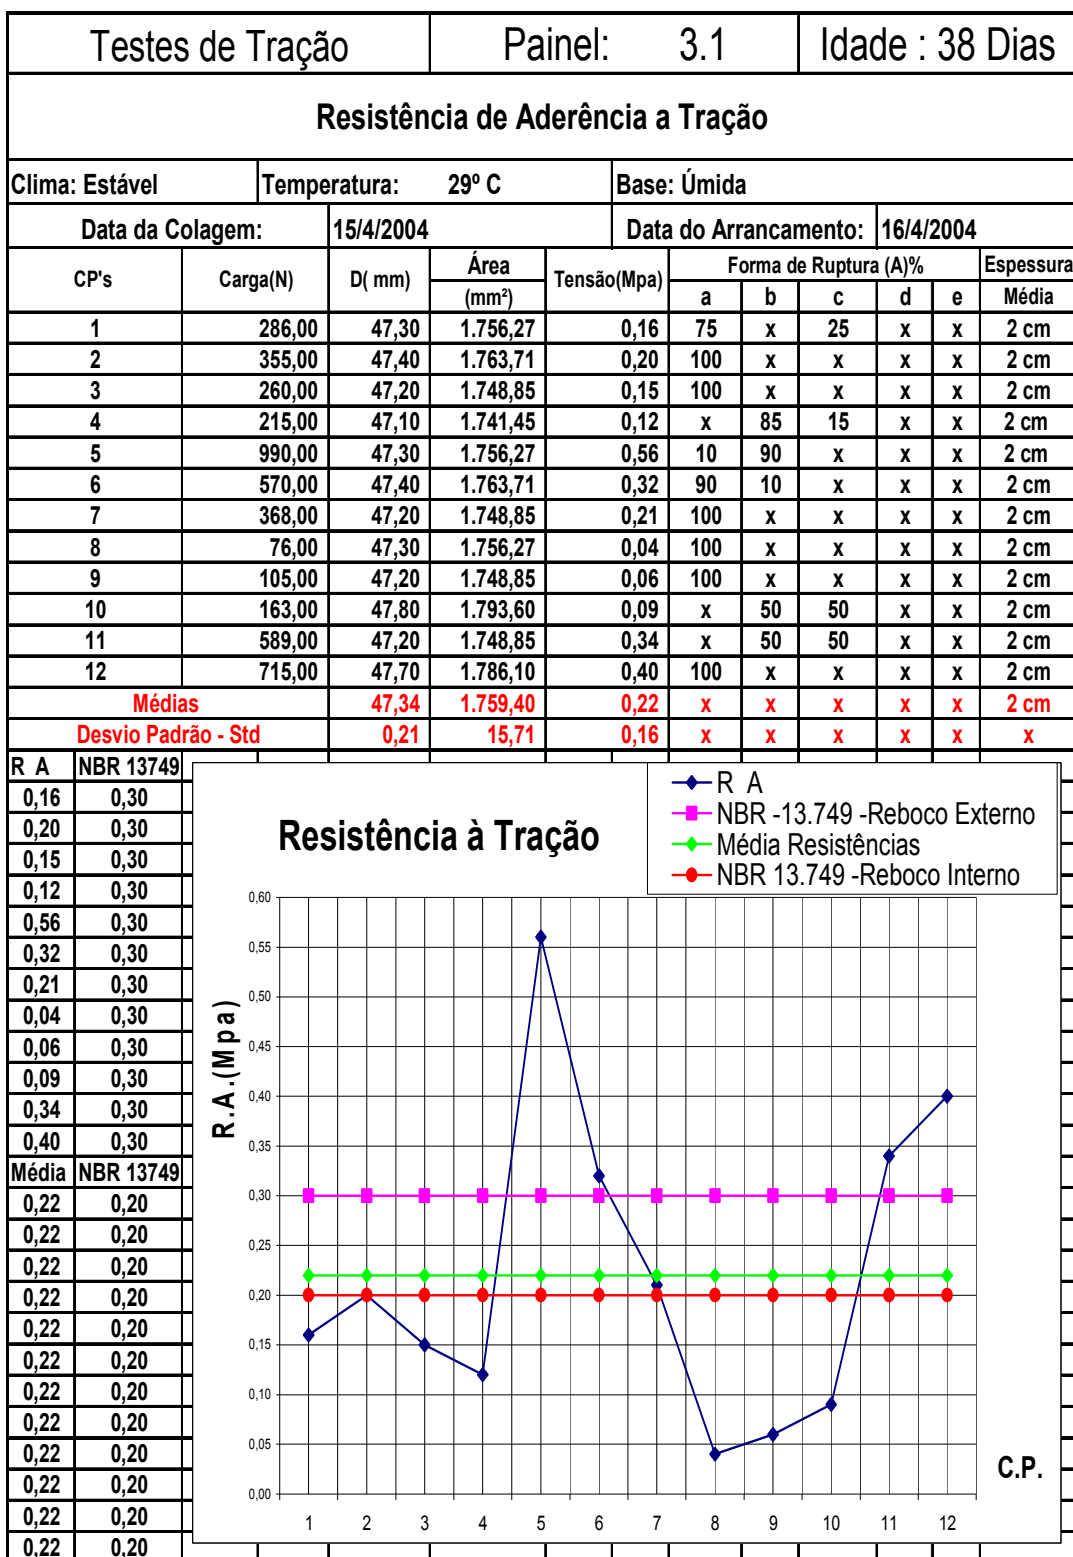 Testes de Tração Painel: 3.1 Idade : 38 Dias
Resistência de Aderência a Tração
Clima: Estável Temperatura: 29º C Base: Úmida
Data da Colagem: 15/4/2004 Data do Arrancamento: 16/4/2004
CP's Carga(N) D( mm) Área (mm²) Tensão(Mpa) Forma de Ruptura (A)% Espessura
a b c d e Média
1 286,00 47,30 1.756,27 0,16 75 x 25 x x 2 cm
2 355,00 47,40 1.763,71 0,20 100 x x x x 2 cm
3 260,00 47,20 1.748,85 0,15 100 x x x x 2 cm
4 215,00 47,10 1.741,45 0,12 x 85 15 x x 2 cm
5 990,00 47,30 1.756,27 0,56 10 90 x x x 2 cm
6 570,00 47,40 1.763,71 0,32 90 10 x x x 2 cm
7 368,00 47,20 1.748,85 0,21 100 x x x x 2 cm
8 76,00 47,30 1.756,27 0,04 100 x x x x 2 cm
9 105,00 47,20 1.748,85 0,06 100 x x x x 2 cm
10 163,00 47,80 1.793,60 0,09 x 50 50 x x 2 cm
11 589,00 47,20 1.748,85 0,34 x 50 50 x x 2 cm
12 715,00 47,70 1.786,10 0,40 100 x x x x 2 cm
Médias 47,34 1.759,40 0,22 x x x x x 2 cm
Desvio Padrão - Std 0,21 15,71 0,16 x x x x x x
R A NBR 13749
0,16 0,30
0,20 0,30
0,15 0,30
0,12 0,30
0,56 0,30
0,32 0,30
0,21 0,30
0,04 0,30
0,06 0,30
0,09 0,30
0,34 0,30
0,40 0,30
Média NBR 13749
0,22 0,20
0,22 0,20
0,22 0,20
0,22 0,20
0,22 0,20
0,22 0,20
0,22 0,20
0,22 0,20
0,22 0,20
0,22 0,20
0,22 0,20
0,22 0,20
Resistência à Tração
R A
NBR -13.749 -Reboco Externo
Média Resistências
NBR 13.749 -Reboco Interno
R.A.(Mpa)
0,60
0,55
0,50
0,45
0,40
0,35
0,30
0,25
0,20
0,15
0,10
0,05
0,00
1 2 3 4 5 6 7 8 9 10 11 12
C.P.